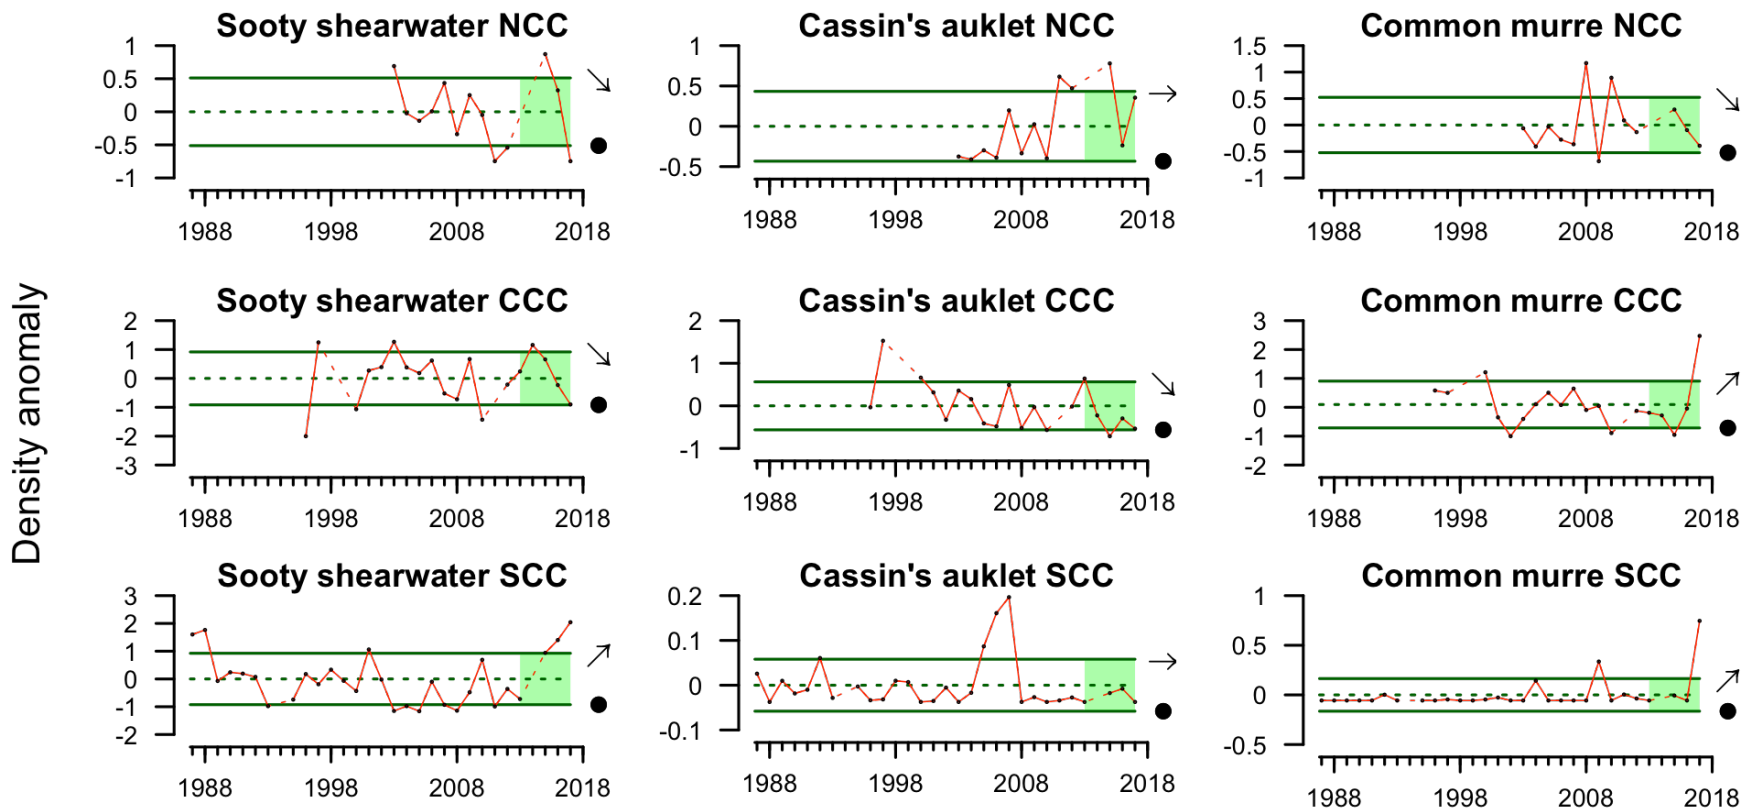 Density anomaly
Sooty shearwater NCC
1
0.5
0
-0.5
-1
1988 1998 2008 2018
Cassin's auklet NCC
1
0.5
0
-0.5
1988 1998 2008 2018
Common murre NCC
1.5
1
0.5
0
-0.5
-1
1988 1998 2008 2018
Sooty shearwater CCC
2
1
0
-1
-2
-3
1988 1998 2008 2018
Cassin's auklet CCC
2
1
0
-1
1988 1998 2008 2018
Common murre CCC
3
2
1
0
-1
-2
1988 1998 2008 2018
Sooty shearwater SCC
3
2
1
0
-1
-2
1988 1998 2008 2018
Cassin's auklet SCC
0.2
0.1
0
-0.1
1988 1998 2008 2018
Common murre SCC
1
0.5
0
-0.5
1988 1998 2008 2018